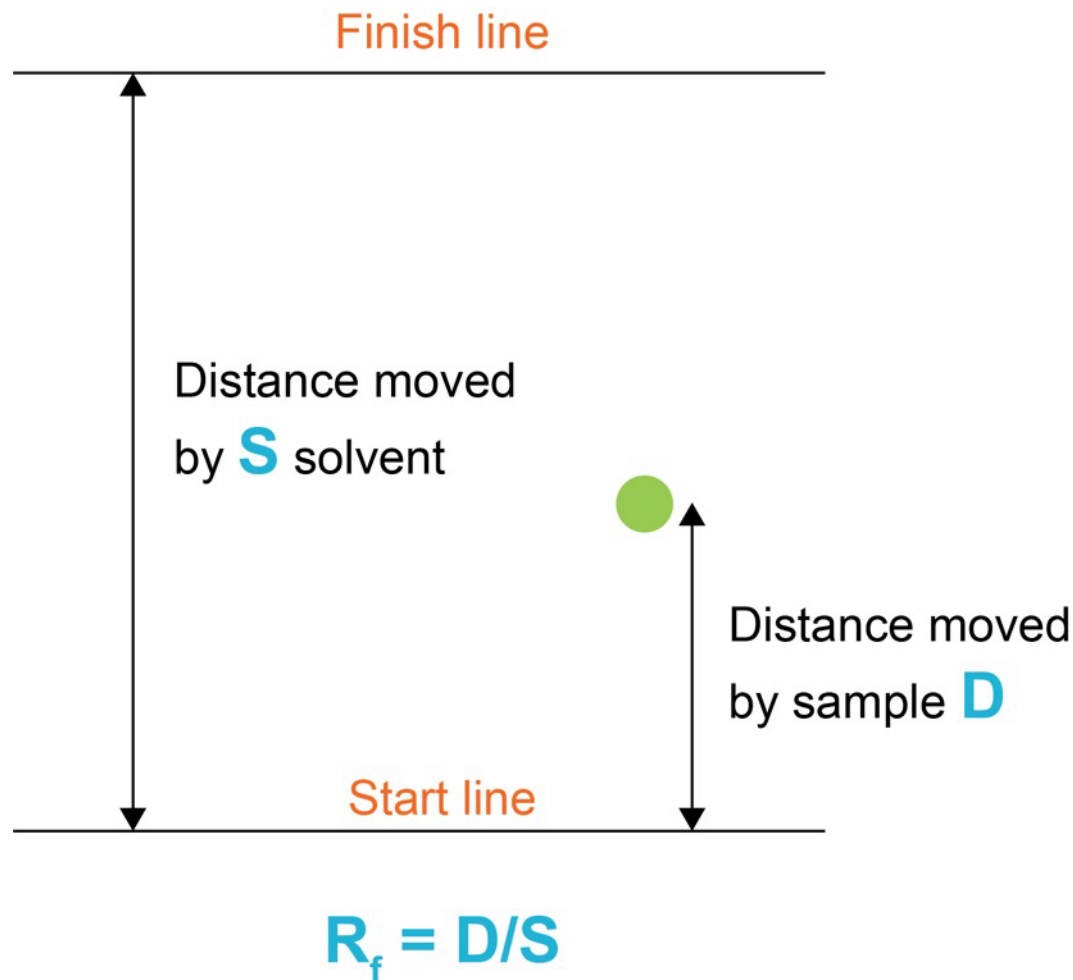 Finish line
Distance moved
by S solvent
Distance moved
by sample D
Start line
Rf = D/S